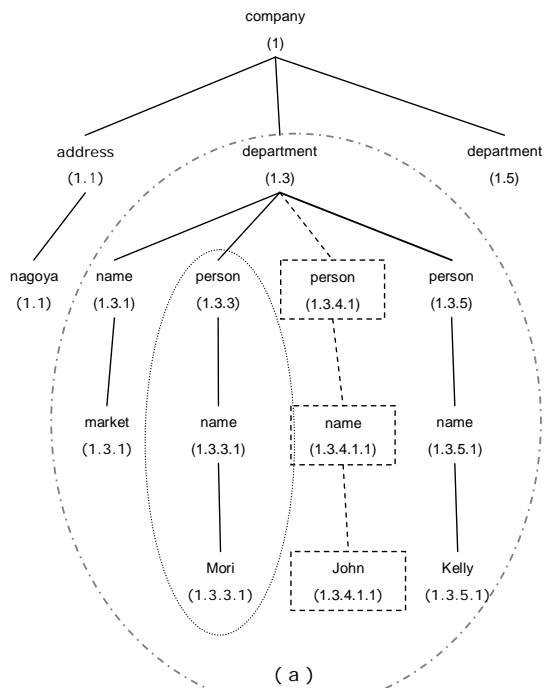 company
(1)
address department department
(1.1) (1.3) (1.5)
nagoya name person person person
(1.1) (1.3.1) (1.3.3) (1.3.4.1) (1.3.5)
market name name name
(1.3.1) (1.3.3.1) (1.3.4.1.1) (1.3.5.1)
Mori John Kelly
(1.3.3.1) (1.3.4.1.1) (1.3.5.1)
(a)